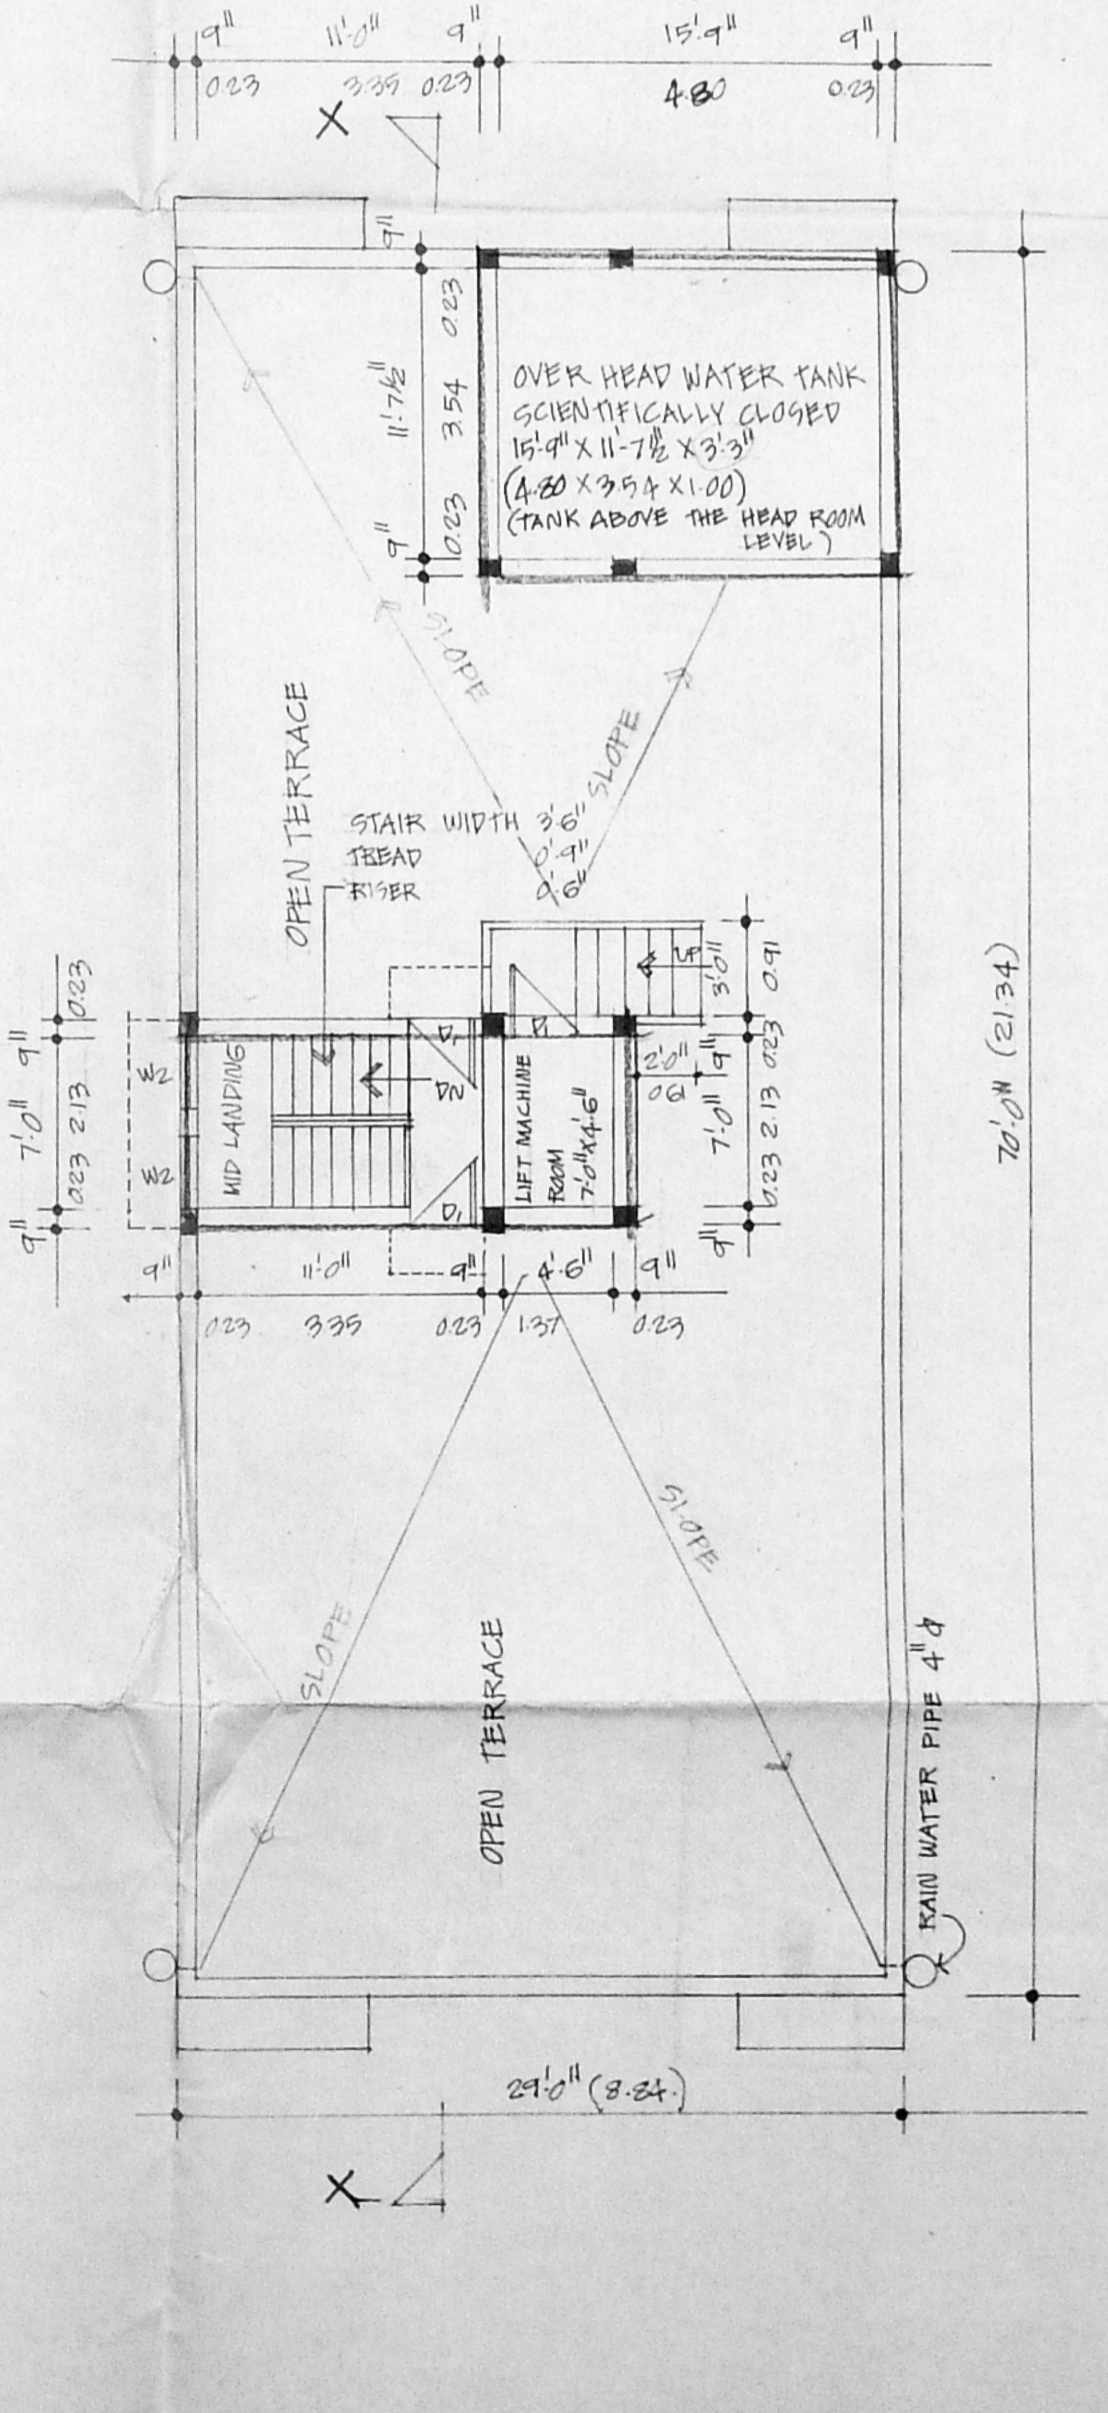 9" 11'-0" 9" 15'-9" 9"
0.23 3.35 0.23 4.80 0.23
X
9"
0.23
11'-7½"
3.54
9"
0.23
OVER HEAD WATER TANK
SCIENTIFICALLY CLOSED
15'-9" X 11'-7½" X 3'-3"
(4.80 X 3.54 X 1.00)
(TANK ABOVE THE HEAD ROOM
LEVEL)
SLOPE
SLOPE
OPEN TERRACE
STAIR WIDTH 3'-6"
TREAD 0'-9"
RISER 0'-6"
70'-0" (21.34)
UP
3'-0" 0.91
9" 0.23
7'-0" 2.13
9" 0.23
2'-0"
0.61
9" 0.23
7'-0" 2.13
9" 0.23
W2
W2
MID LANDING
DN
D1
D1
D1
LIFT MACHINE
ROOM
7'-0" X 4'-6"
9" 11'-0" 9" 4'-6" 9"
0.23 3.35 0.23 1.37 0.23
SLOPE
SLOPE
OPEN TERRACE
RAIN WATER PIPE 4" ϕ
29'-0" (8.84.)
X